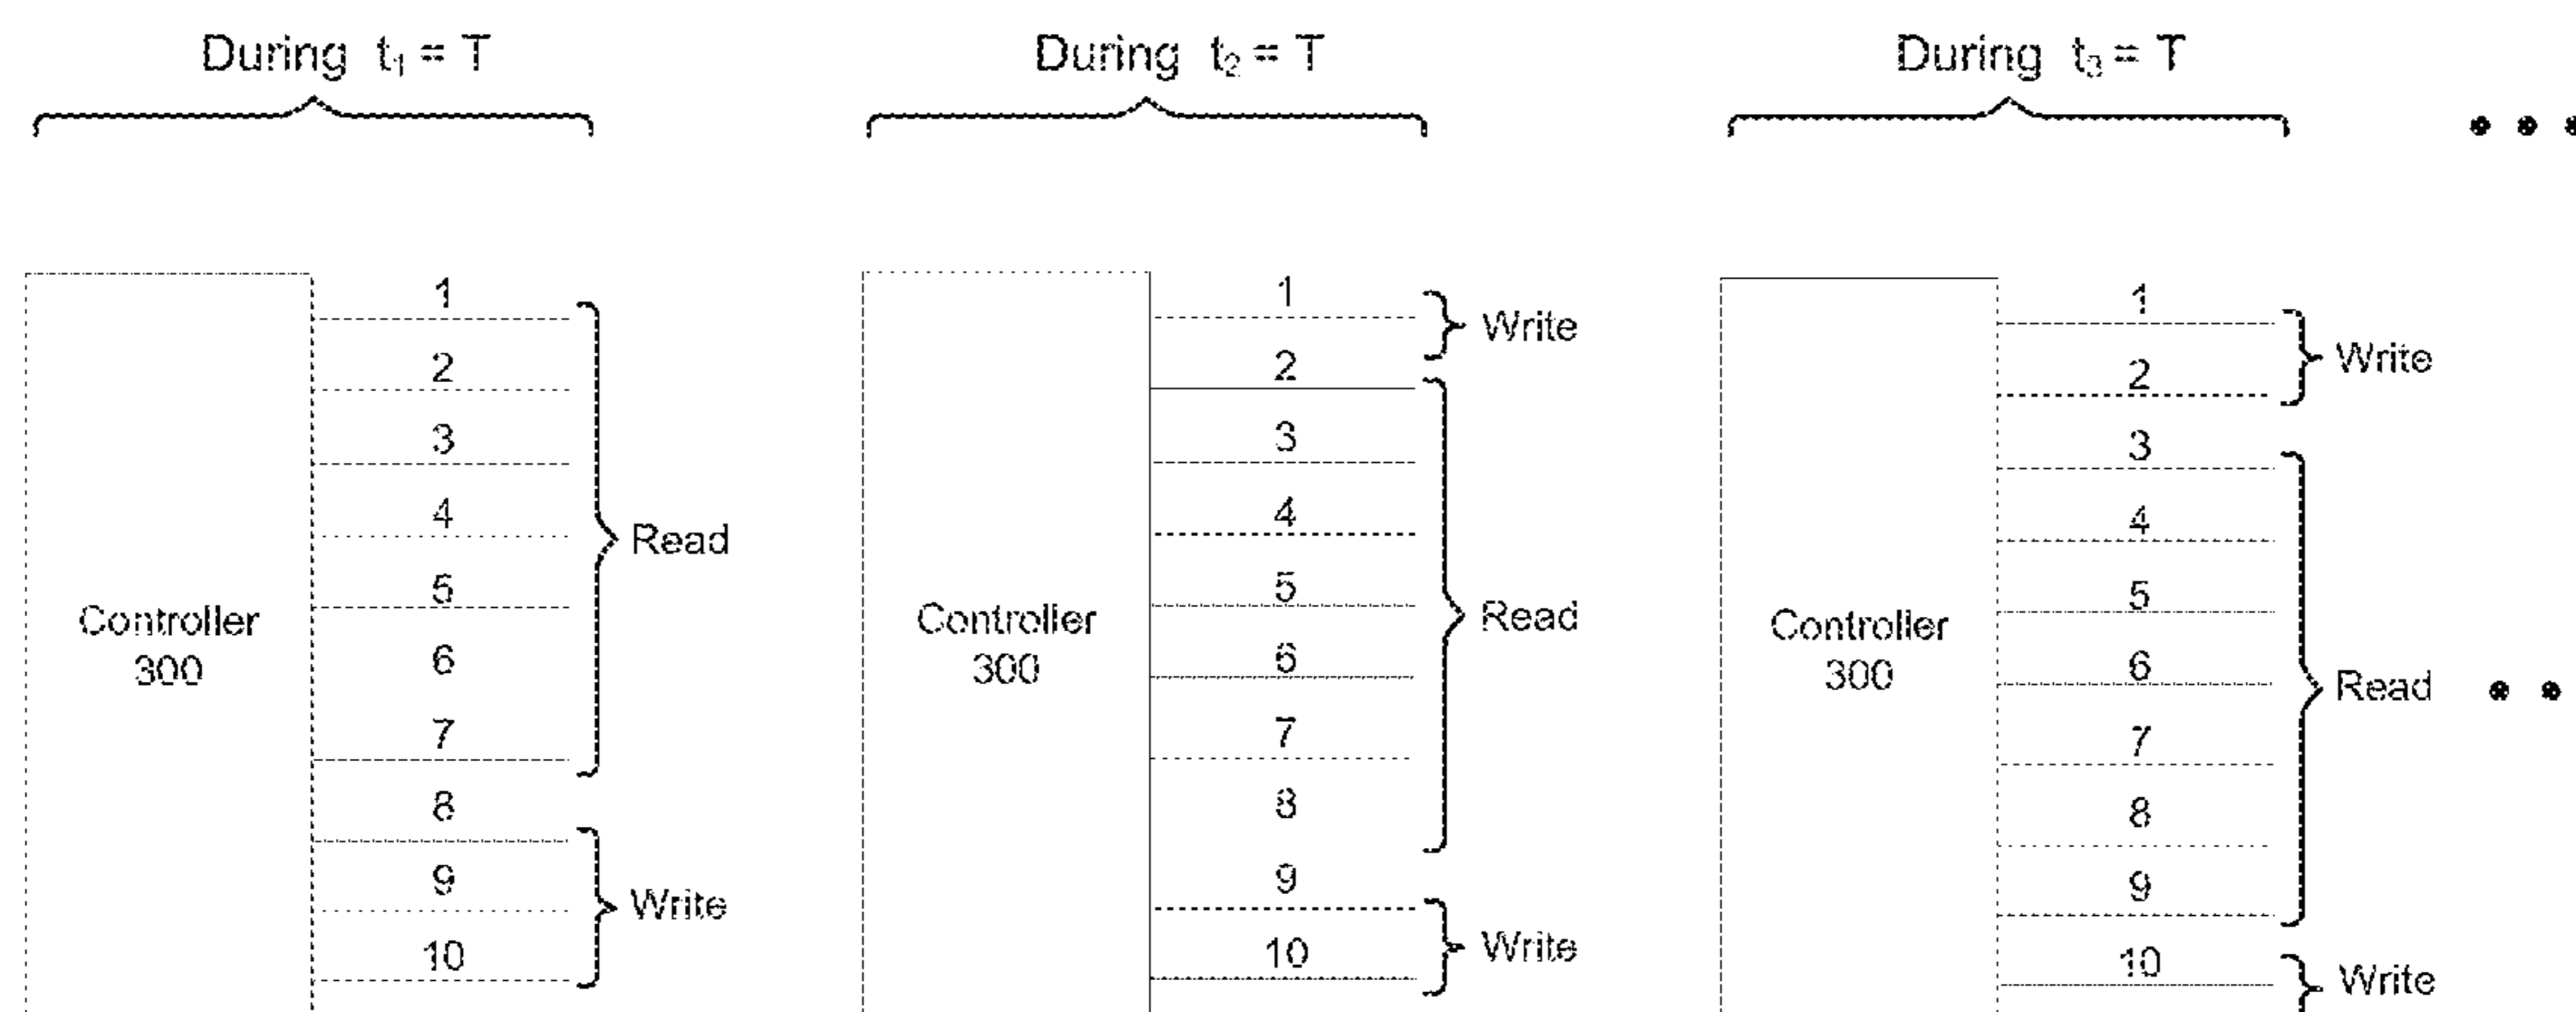 During t₁ = T
1
2
3
4
5
6
7
8
9
10
Read
Write
Controller
300
During t₂ = T
1
2
3
4
5
6
7
8
9
10
Write
Read
Write
Controller
300
During t₃ = T
1
2
3
4
5
6
7
8
9
10
Write
Read
Write
Controller
300